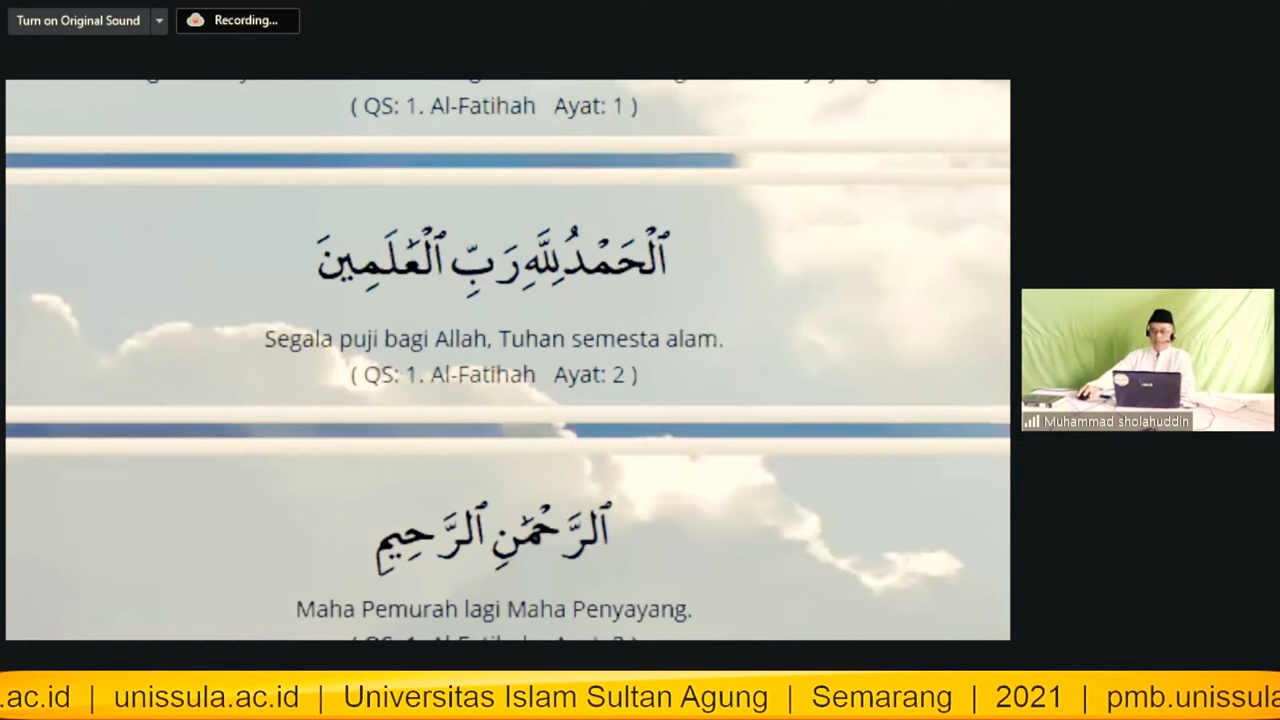 Turn on Original Sound
Recording...
( QS: 1. Al-Fatihah Ayat: 1 )
ٱلْحَمْدُ لِلَّهِ رَبِّ ٱلْعَٰلَمِينَ
Segala puji bagi Allah, Tuhan semesta alam.
( QS: 1. Al-Fatihah Ayat: 2 )
ٱلرَّحْمَٰنِ ٱلرَّحِيمِ
Maha Pemurah lagi Maha Penyayang.
Muhammad sholahuddin
.ac.id | unissula.ac.id | Universitas Islam Sultan Agung | Semarang | 2021 | pmb.unissula